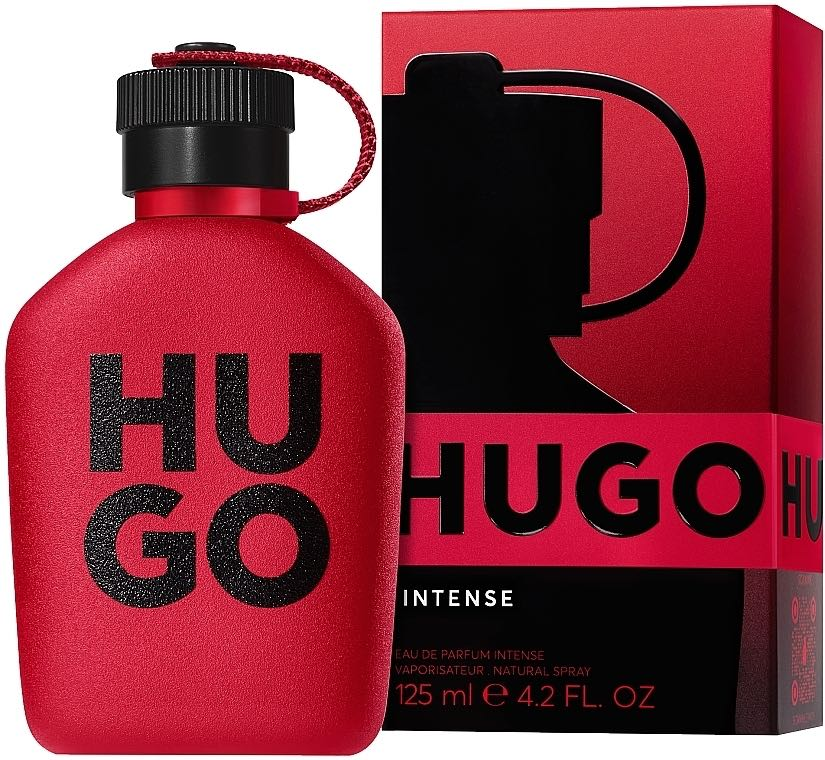 HU
GO
HUGO
HU
INTENSE
EAU DE PARFUM INTENSE
VAPORISATEUR . NATURAL SPRAY
125 ml ℮ 4.2 FL. OZ